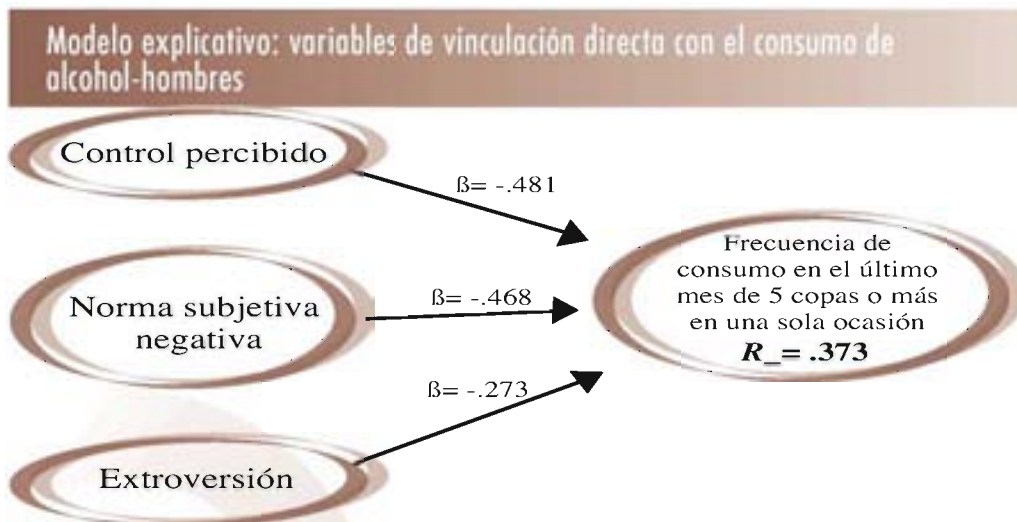 Modelo explicativo: variables de vinculación directa con el consumo de
alcohol-hombres
Control percibido
ß= -.481
Norma subjetiva
negativa
ß= -.468
Extroversión
ß= -.273
Frecuencia de
consumo en el último
mes de 5 copas o más
en una sola ocasión
R_= .373